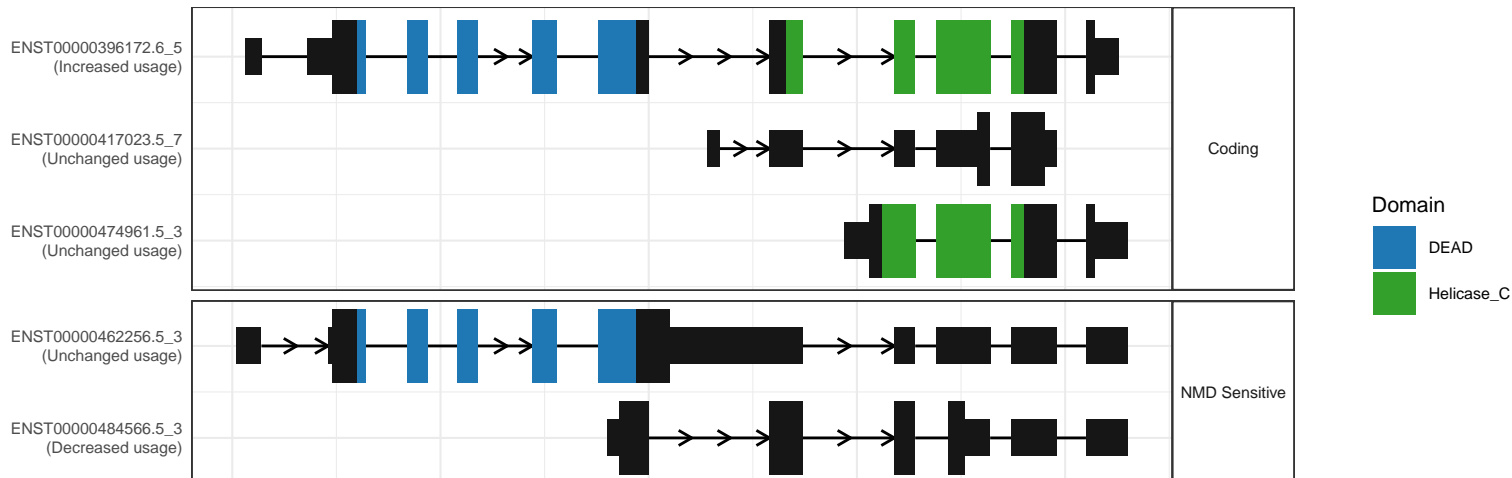 ENST00000396172.6_5
(Increased usage)
ENST00000417023.5_7
(Unchanged usage)
Coding
ENST00000474961.5_3
(Unchanged usage)
Domain
DEAD
Helicase_C
ENST00000462256.5_3
(Unchanged usage)
NMD Sensitive
ENST00000484566.5_3
(Decreased usage)